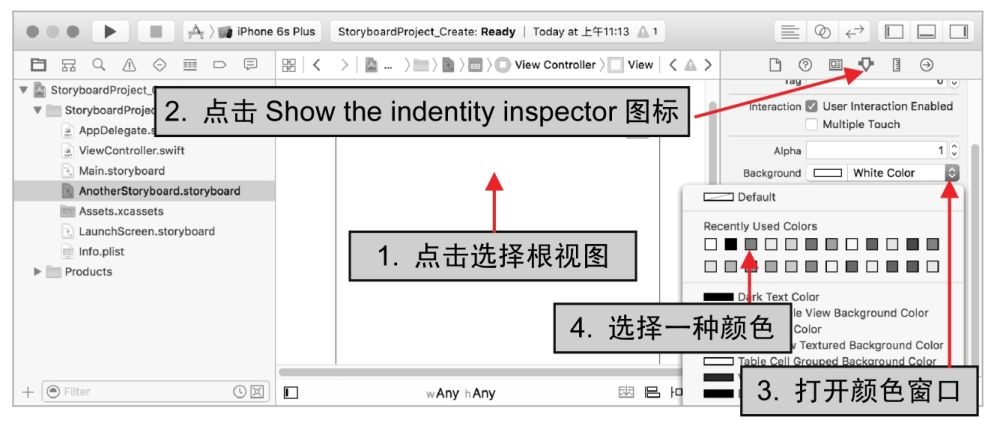 iPhone 6s Plus
StoryboardProject_Create: Ready | Today at 上午11:13 1
View Controller View
StoryboardProject_
StoryboardProjec
2. 点击 Show the indentity inspector 图标
AppDelegate.s
ViewController.swift
Main.storyboard
AnotherStoryboard.storyboard
Assets.xcassets
LaunchScreen.storyboard
Info.plist
Products
Filter
1. 点击选择根视图
wAny hAny
Tag 0
Interaction User Interaction Enabled
Multiple Touch
Alpha 1
Background White Color
Default
Recently Used Colors
4. 选择一种颜色
Dark Text Color
le View Background Color
Color
w Textured Background Color
Table Cell Grouped Background Color
3. 打开颜色窗口